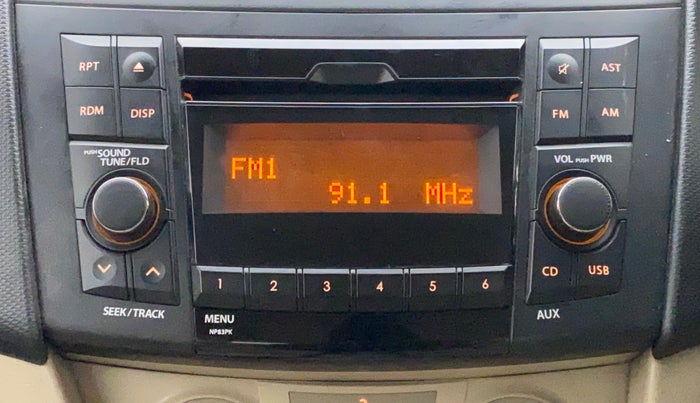 RPT
AST
RDM
DISP
FM
AM
PUSH SOUND
TUNE/FLD
VOL PUSH PWR
FM1
91.1 MHz
1 2 3 4 5 6
CD
USB
SEEK/TRACK
MENU
NP83PK
AUX